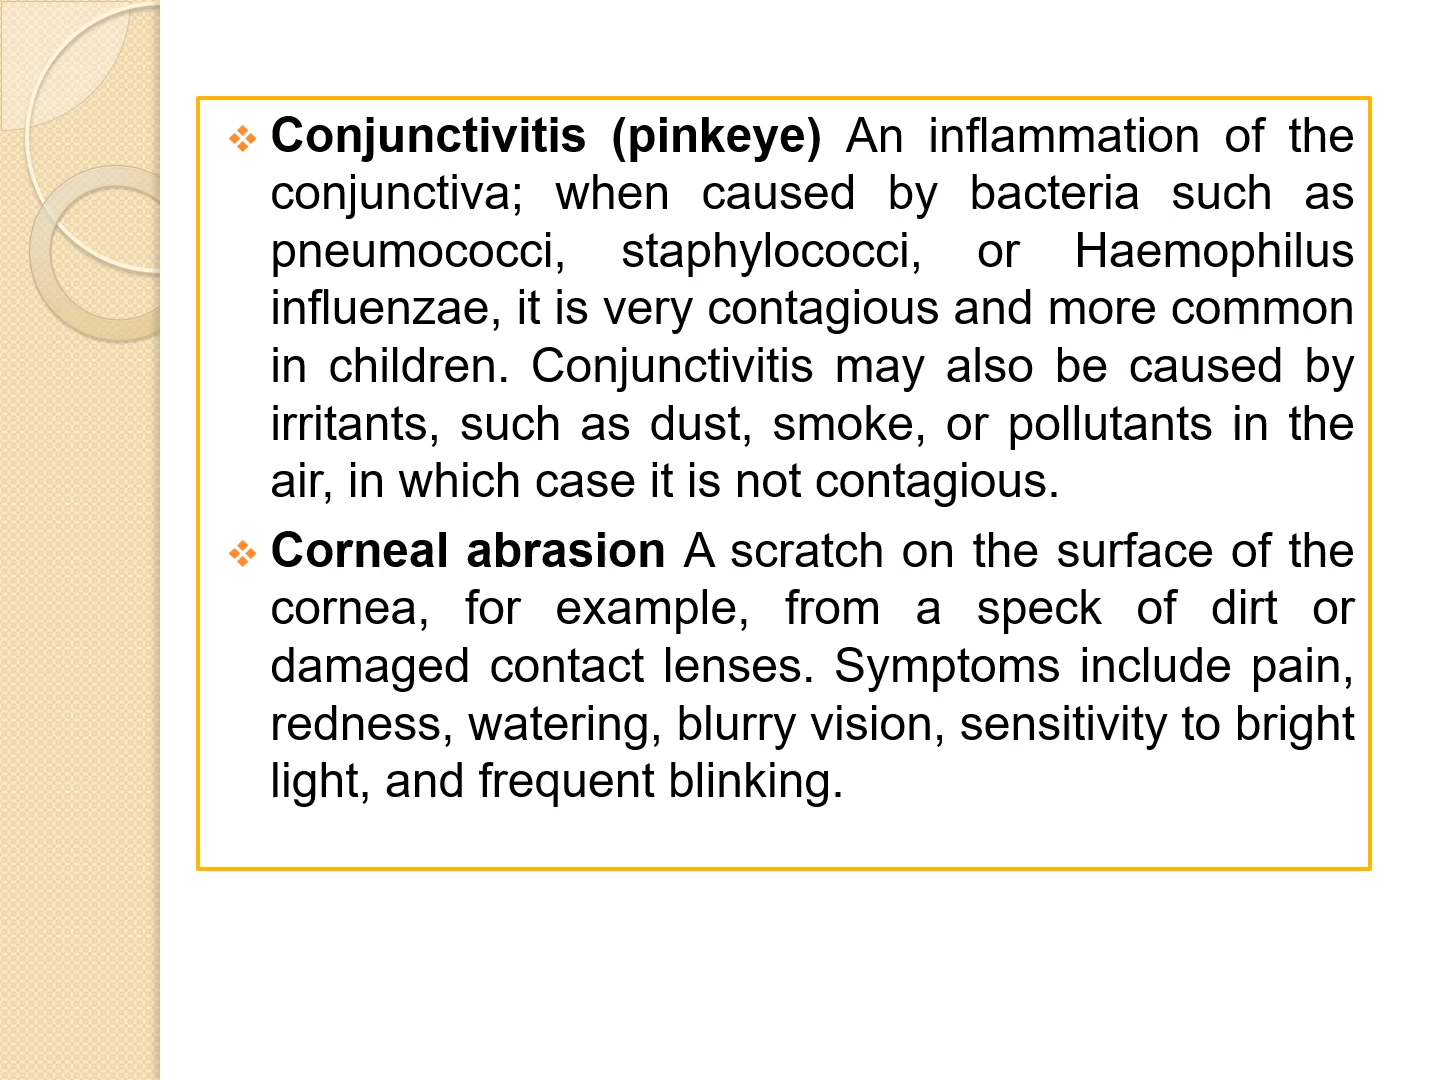 Conjunctivitis (pinkeye) An inflammation of the
conjunctiva; when caused by bacteria such as
pneumococci, staphylococci, or Haemophilus
influenzae, it is very contagious and more common
in children. Conjunctivitis may also be caused by
irritants, such as dust, smoke, or pollutants in the
air, in which case it is not contagious.
Corneal abrasion A scratch on the surface of the
cornea, for example, from a speck of dirt or
damaged contact lenses. Symptoms include pain,
redness, watering, blurry vision, sensitivity to bright
light, and frequent blinking.